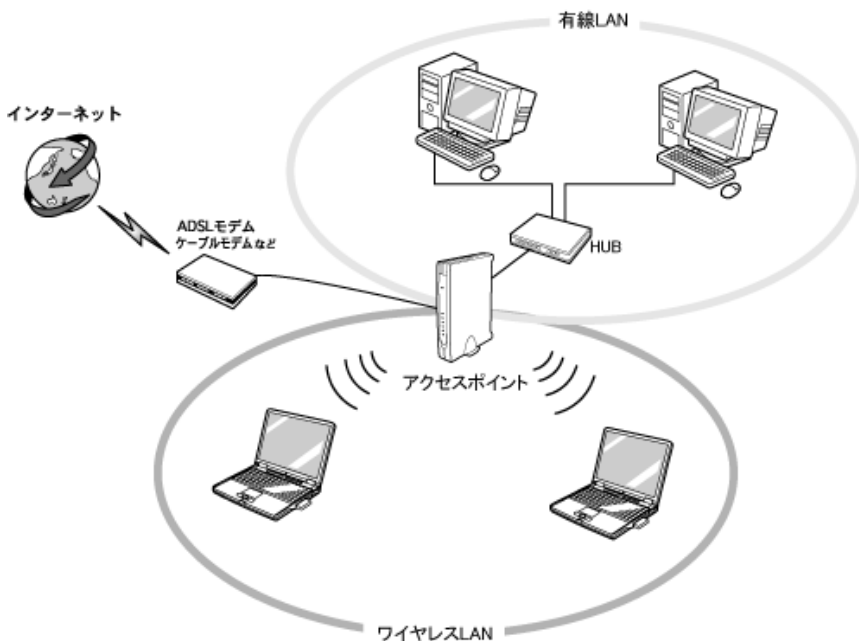 有線LAN
インターネット
ADSLモデム
ケーブルモデムなど
HUB
アクセスポイント
ワイヤレスLAN